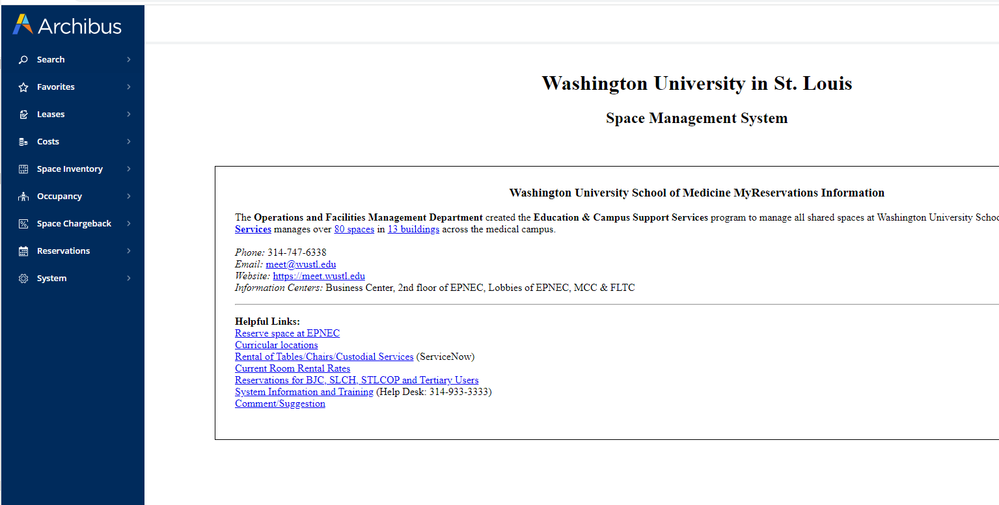 Archibus
Search
Favorites
Leases
Costs
Space Inventory
Occupancy
Space Chargeback
Reservations
System
Washington University in St. Louis
Space Management System
Washington University School of Medicine MyReservations Information
The Operations and Facilities Management Department created the Education & Campus Support Services program to manage all shared spaces at Washington University
Services manages over 80 spaces in 13 buildings across the medical campus.
Phone: 314-747-6338
Email: meet@wustl.edu
Website: https://meet.wustl.edu
Information Centers: Business Center, 2nd floor of EPNEC, Lobbies of EPNEC, MCC & FLTC
Helpful Links:
Reserve space at EPNEC
Curricular locations
Rental of Tables/Chairs/Custodial Services (ServiceNow)
Current Room Rental Rates
Reservations for BJC, SLCH, STLCOP and Tertiary Users
System Information and Training (Help Desk: 314-933-3333)
Comment/Suggestion